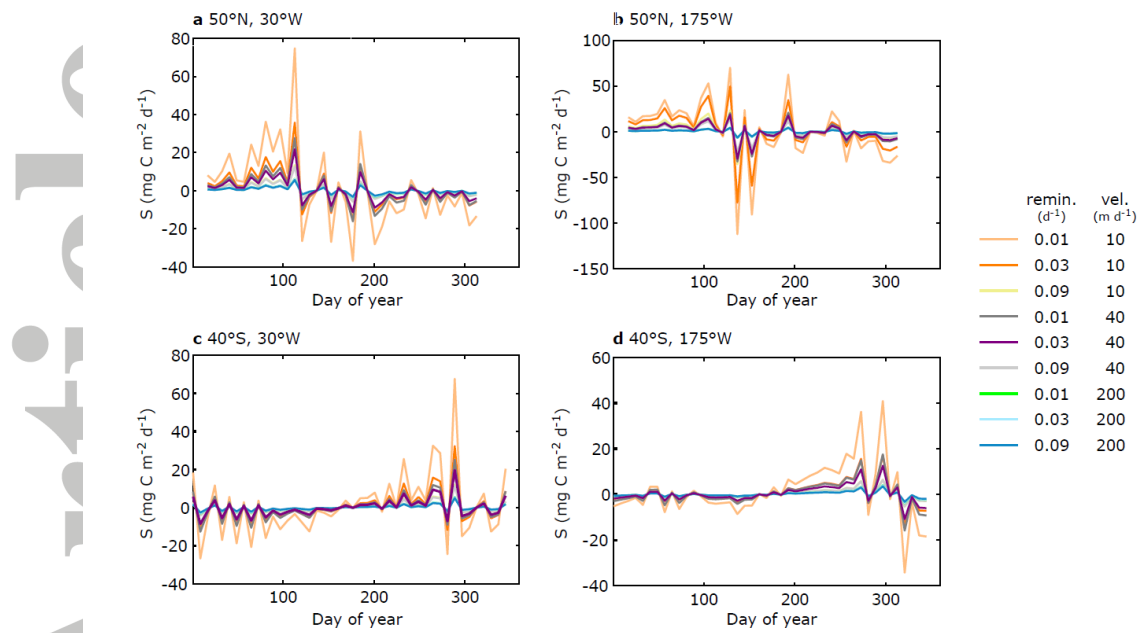 a 50°N, 30°W
b 50°N, 175°W
80
60
40
20
0
-20
-40
S (mg C m⁻² d⁻¹)
100 200 300
Day of year
100
50
0
-50
-100
-150
S (mg C m⁻² d⁻¹)
0 100 200 300
Day of year
c 40°S, 30°W
d 40°S, 175°W
80
60
40
20
0
-20
-40
S (mg C m⁻² d⁻¹)
0 100 200 300
Day of year
60
40
20
0
-20
-40
S (mg C m⁻² d⁻¹)
0 100 200 300
Day of year
remin. vel.
(d⁻¹) (m d⁻¹)
0.01 10
0.03 10
0.09 10
0.01 40
0.03 40
0.09 40
0.01 200
0.03 200
0.09 200